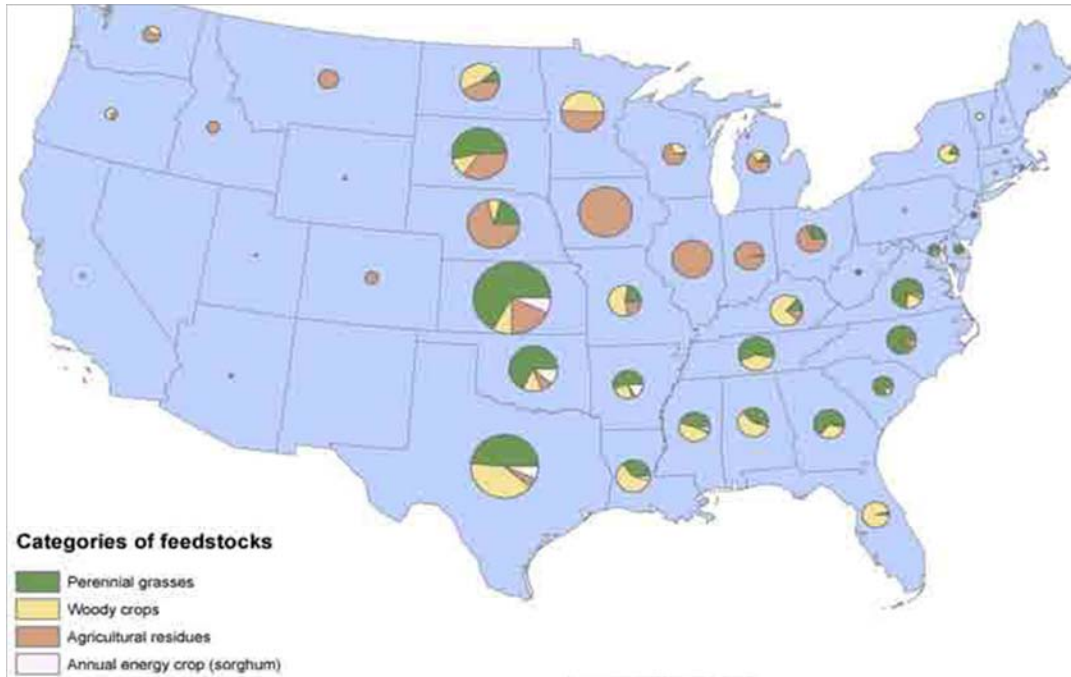 Categories of feedstocks
Perennial grasses
Woody crops
Agricultural residues
Annual energy crop (sorghum)